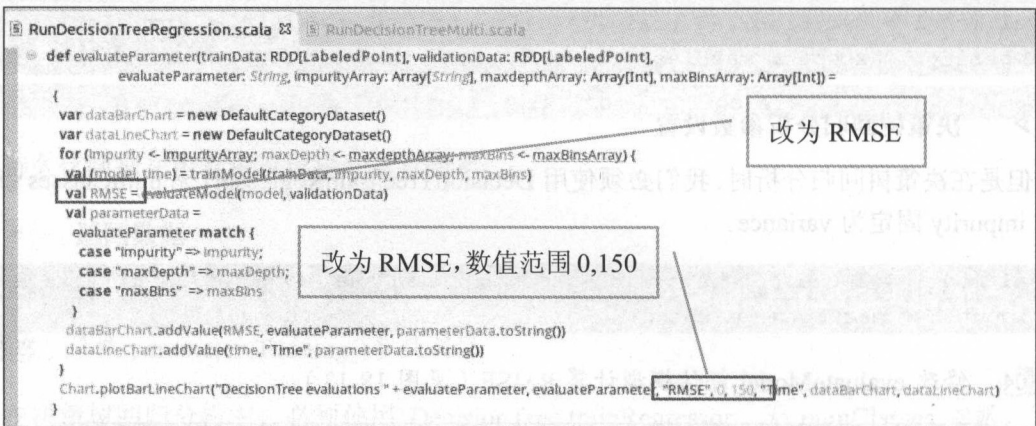 RunDecisionTreeRegression.scala RunDecisionTreeMulti.scala
def evaluateParameter(trainData: RDD[LabeledPoint], validationData: RDD[LabeledPoint],
evaluateParameter: String, impurityArray: Array[String], maxdepthArray: Array[Int], maxBinsArray: Array[Int]) =
{
var dataBarChart = new DefaultCategoryDataset()
var dataLineChart = new DefaultCategoryDataset()
for (impurity <- impurityArray; maxDepth <- maxdepthArray; maxBins <- maxBinsArray) {
val (model, time) = trainModel(trainData, impurity, maxDepth, maxBins)
val RMSE = evaluateModel(model, validationData)
val parameterData =
evaluateParameter match {
case "impurity" => impurity;
case "maxDepth" => maxDepth;
case "maxBins" => maxBins
}
dataBarChart.addValue(RMSE, evaluateParameter, parameterData.toString())
dataLineChart.addValue(time, "Time", parameterData.toString())
}
Chart.plotBarLineChart("DecisionTree evaluations " + evaluateParameter, evaluateParameter, "RMSE", 0, 150, "Time", dataBarChart, dataLineChart)
}
改为 RMSE
改为 RMSE,数值范围 0,150